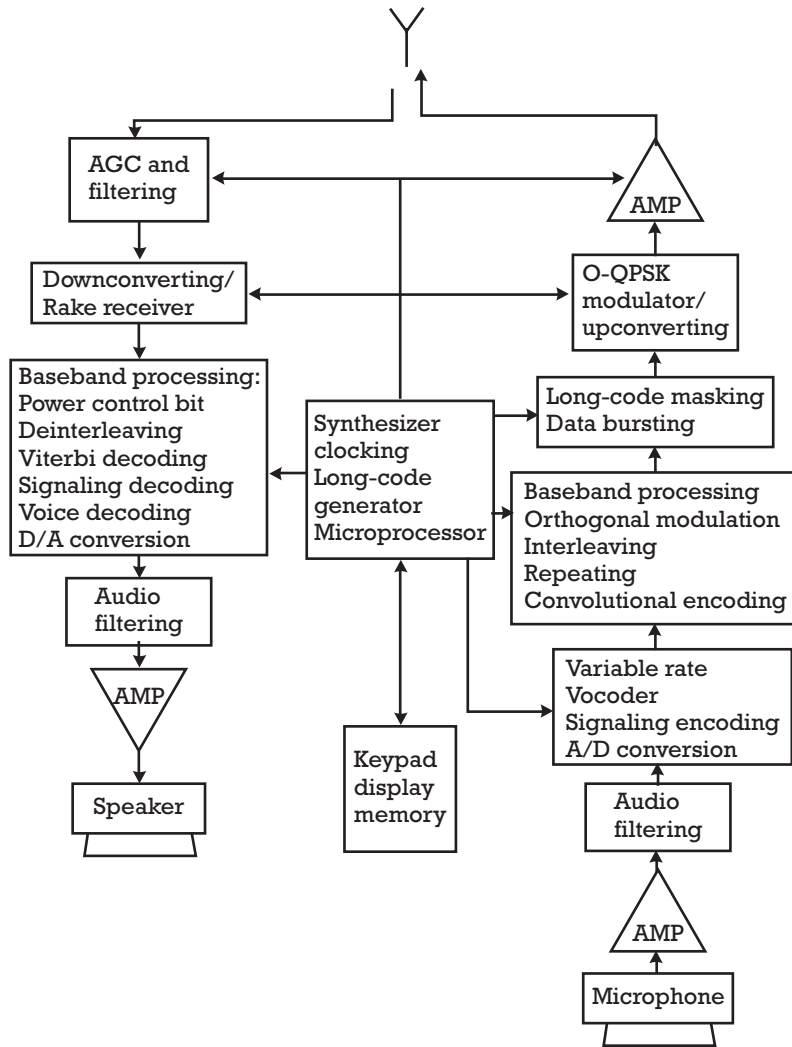 AGC and
filtering
AMP
Downconverting/
Rake receiver
O-QPSK
modulator/
upconverting
Baseband processing:
Power control bit
Deinterleaving
Viterbi decoding
Signaling decoding
Voice decoding
D/A conversion
Synthesizer
clocking
Long-code
generator
Microprocessor
Long-code masking
Data bursting
Baseband processing
Orthogonal modulation
Interleaving
Repeating
Convolutional encoding
Audio
filtering
AMP
Speaker
Keypad
display
memory
Variable rate
Vocoder
Signaling encoding
A/D conversion
Audio
filtering
AMP
Microphone